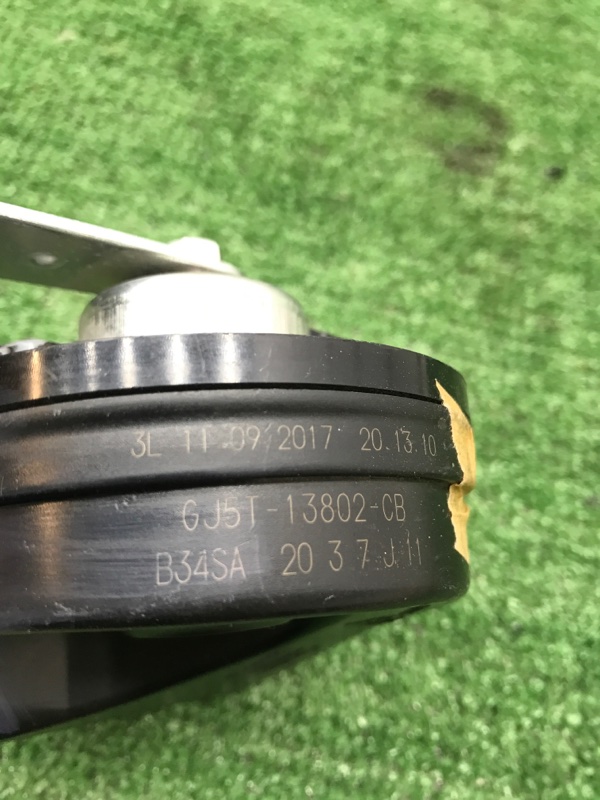 3L 11.09/2017 20.13.10
GJ5T-13802-CB
B34SA 20 3 7 J 11